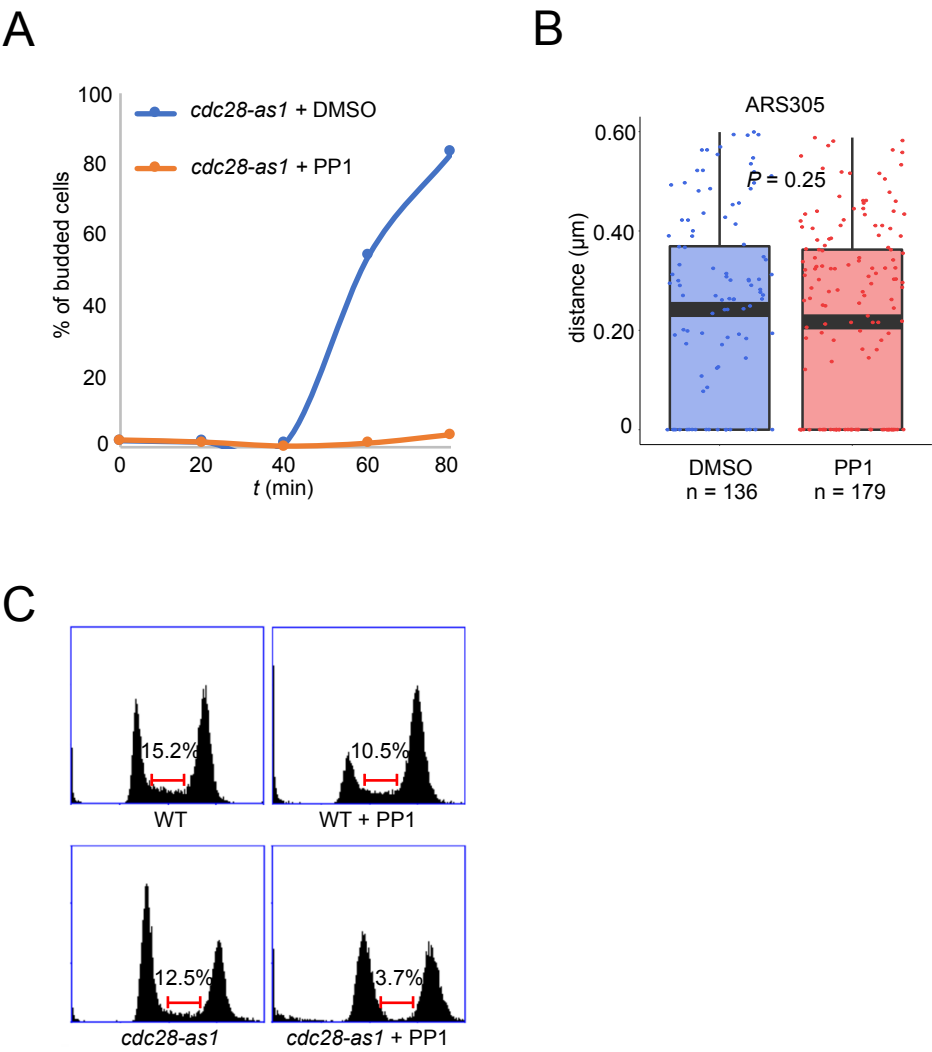 A
100
80
60
40
20
0
% of budded cells
cdc28-as1 + DMSO
cdc28-as1 + PP1
0 20 40 60 80
t (min)
B
ARS305
0.60
0.40
0.20
0
distance (μm)
P = 0.25
DMSO PP1
n = 136 n = 179
C
15.2% 10.5%
WT WT + PP1
12.5% 3.7%
cdc28-as1 cdc28-as1 + PP1